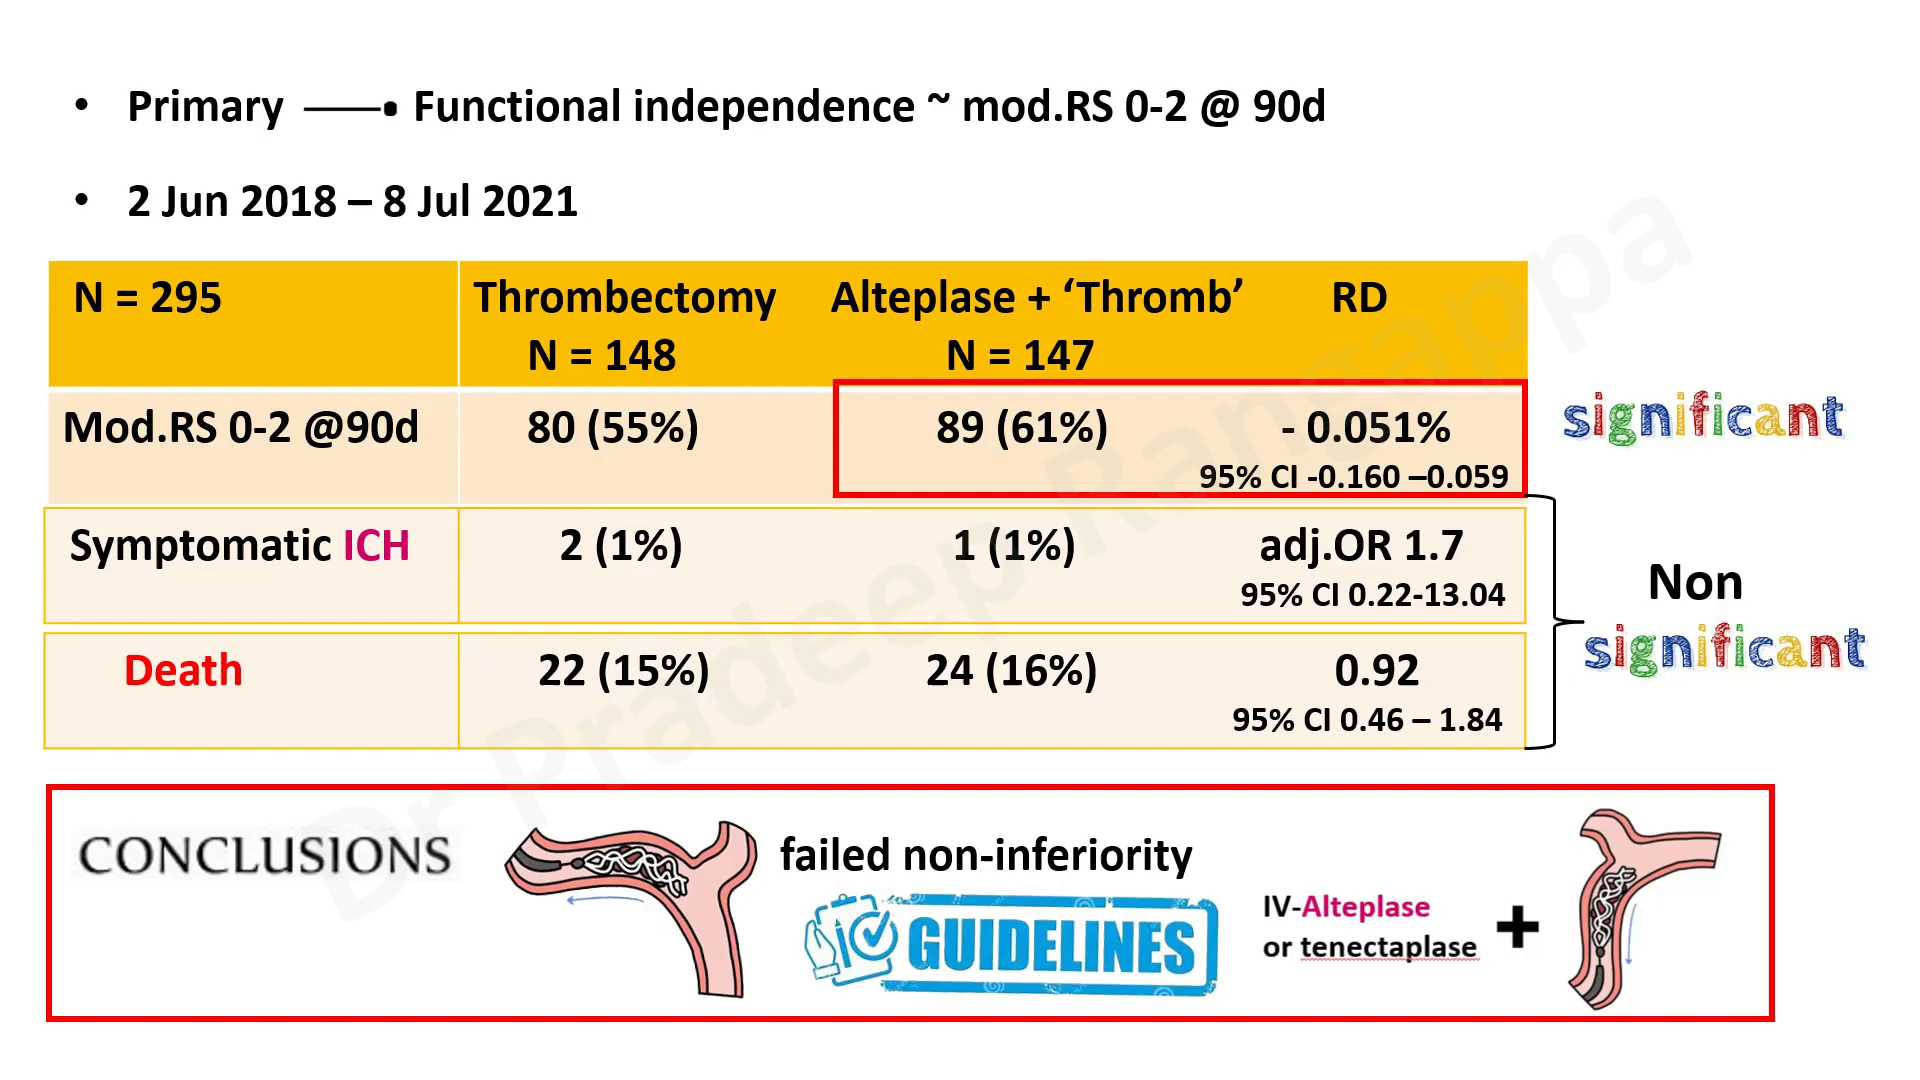 • Primary —• Functional independence ~ mod.RS 0-2 @ 90d
• 2 Jun 2018 – 8 Jul 2021
N = 295 Thrombectomy Alteplase + ‘Thromb’ RD
N = 148 N = 147
Mod.RS 0-2 @90d 80 (55%) 89 (61%) - 0.051%
95% CI -0.160 –0.059
significant
Symptomatic ICH 2 (1%) 1 (1%) adj.OR 1.7
95% CI 0.22-13.04
Death 22 (15%) 24 (16%) 0.92
95% CI 0.46 – 1.84
Non
significant
CONCLUSIONS
failed non-inferiority
GUIDELINES
IV-Alteplase
or tenectaplase
+
Dr Pradeep Rangappa